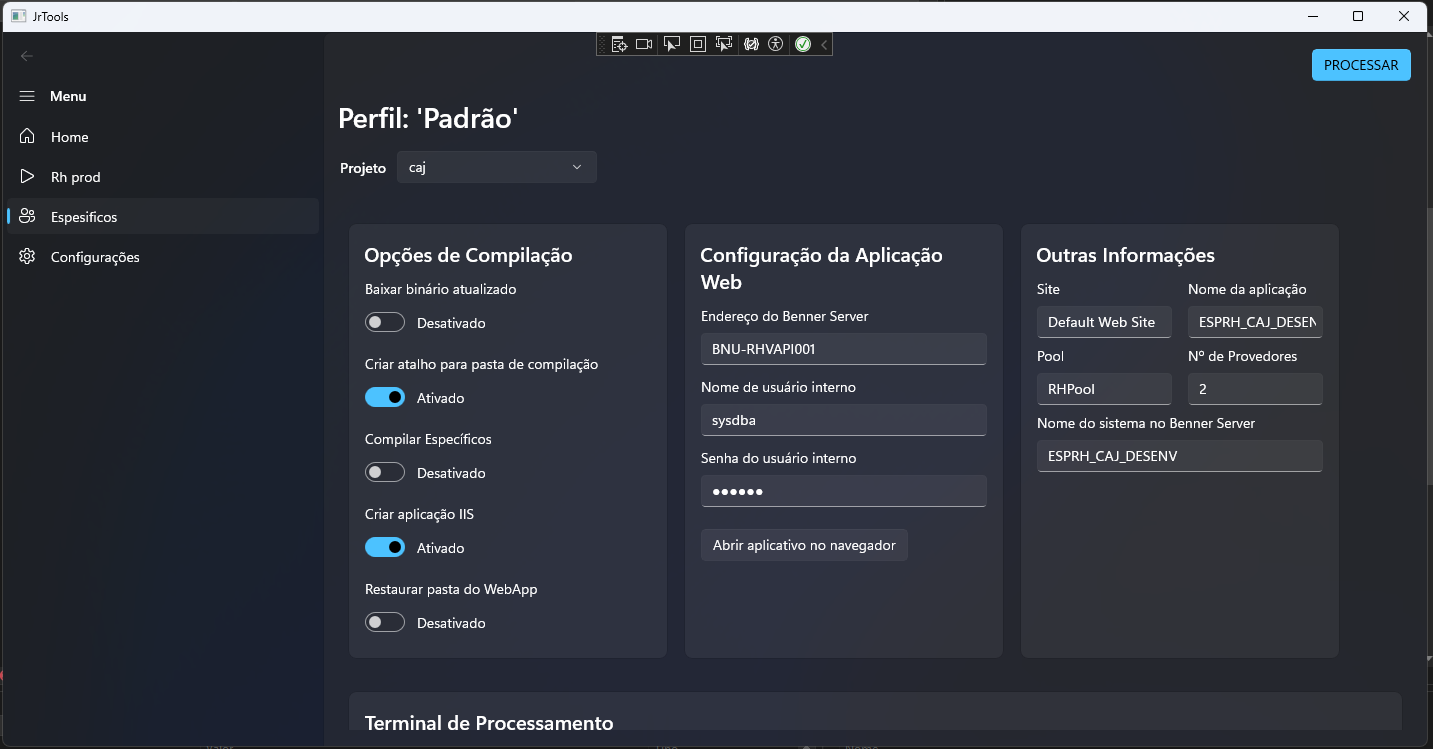 JrTools
PROCESSAR
Menu
Home
Rh prod
Espesificos
Configurações
Perfil: 'Padrão'
Projeto caj
Opções de Compilação
Baixar binário atualizado
Desativado
Criar atalho para pasta de compilação
Ativado
Compilar Específicos
Desativado
Criar aplicação IIS
Ativado
Restaurar pasta do WebApp
Desativado
Configuração da Aplicação
Web
Endereço do Benner Server
BNU-RHVAPI001
Nome de usuário interno
sysdba
Senha do usuário interno
●●●●●●
Abrir aplicativo no navegador
Outras Informações
Site Nome da aplicação
Default Web Site ESPRH_CAJ_DESEN
Pool Nº de Provedores
RHPool 2
Nome do sistema no Benner Server
ESPRH_CAJ_DESENV
Terminal de Processamento